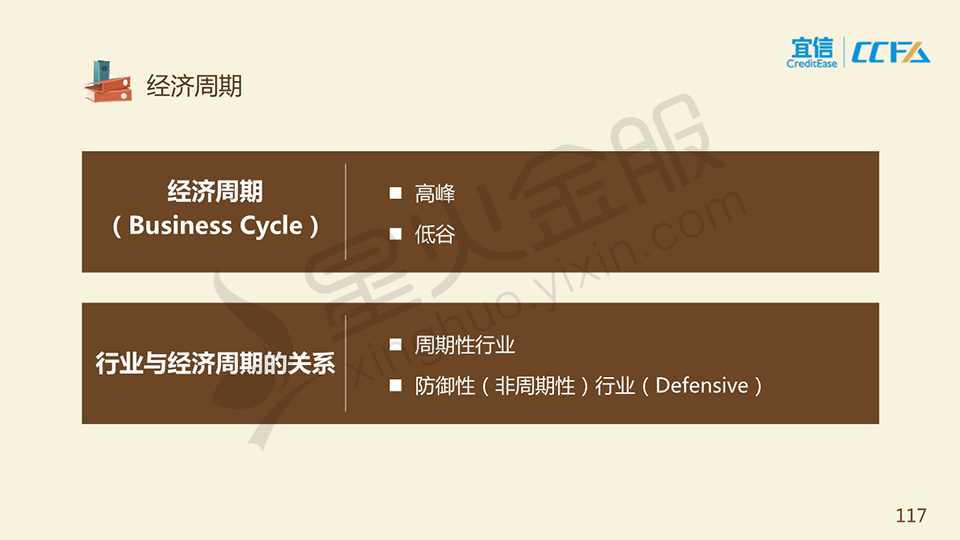 宜信
CreditEase
CCFA
经济周期
经济周期
（Business Cycle）
高峰
低谷
行业与经济周期的关系
周期性行业
防御性（非周期性）行业（Defensive）
星火金服
xinghuo.yixin.com
117